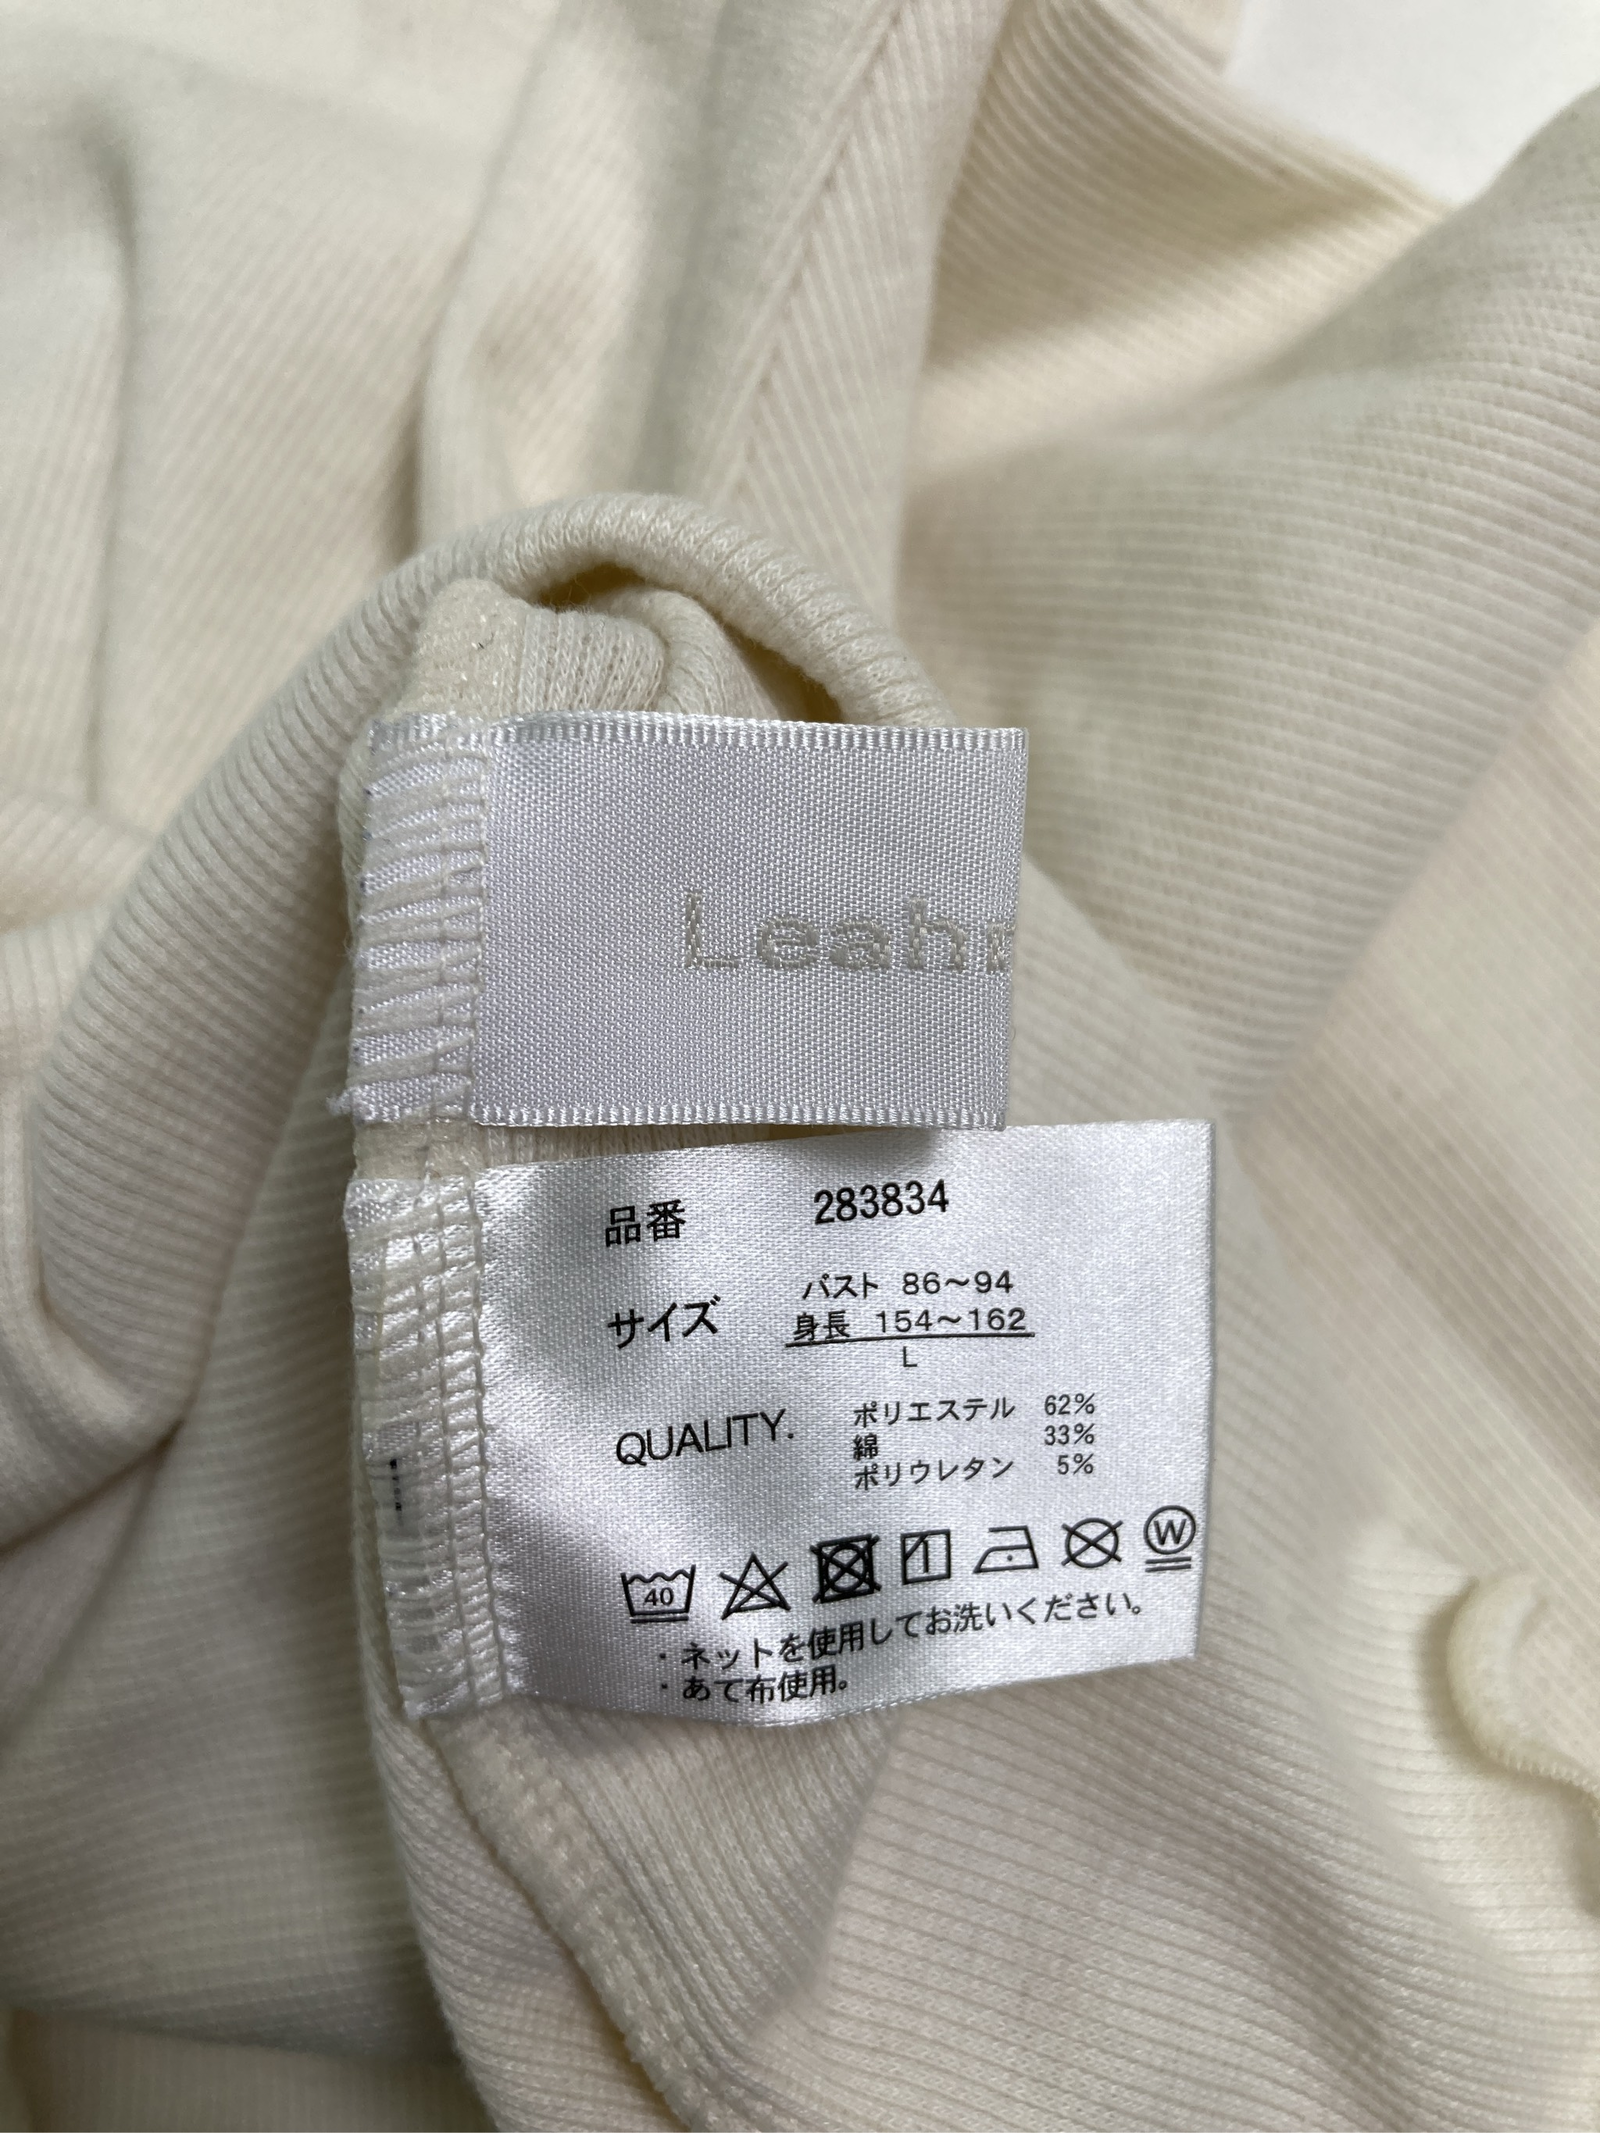 Leah
品番 283834
サイズ バスト 86～94
身長 154～162
L
QUALITY. ポリエステル 62%
綿 33%
ポリウレタン 5%
40 W
・ネットを使用してお洗いください。
・あて布使用。